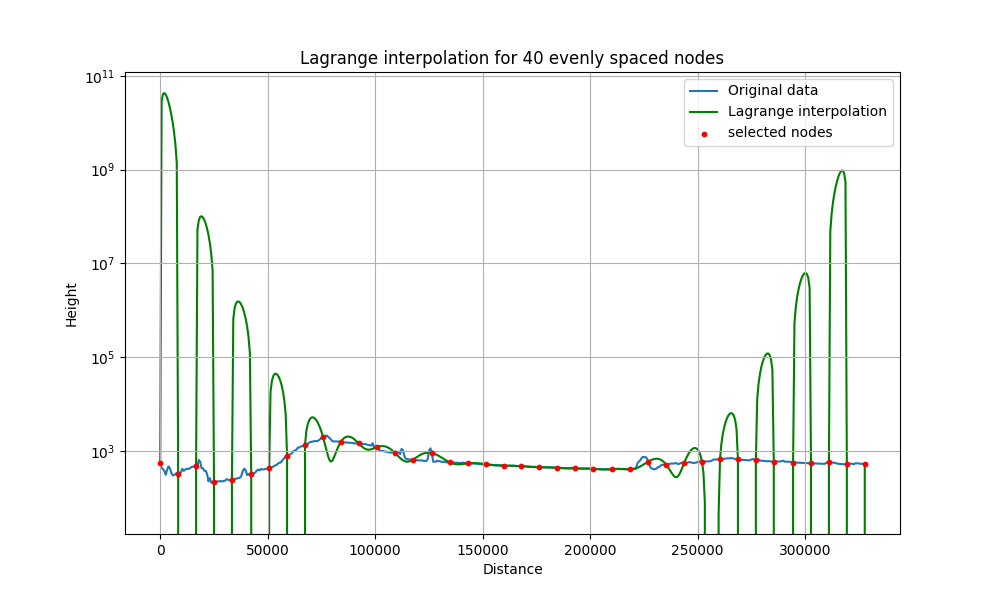 Lagrange interpolation for 40 evenly spaced nodes
Original data
Lagrange interpolation
selected nodes
10^11
10^9
10^7
10^5
10^3
Height
0 50000 100000 150000 200000 250000 300000
Distance